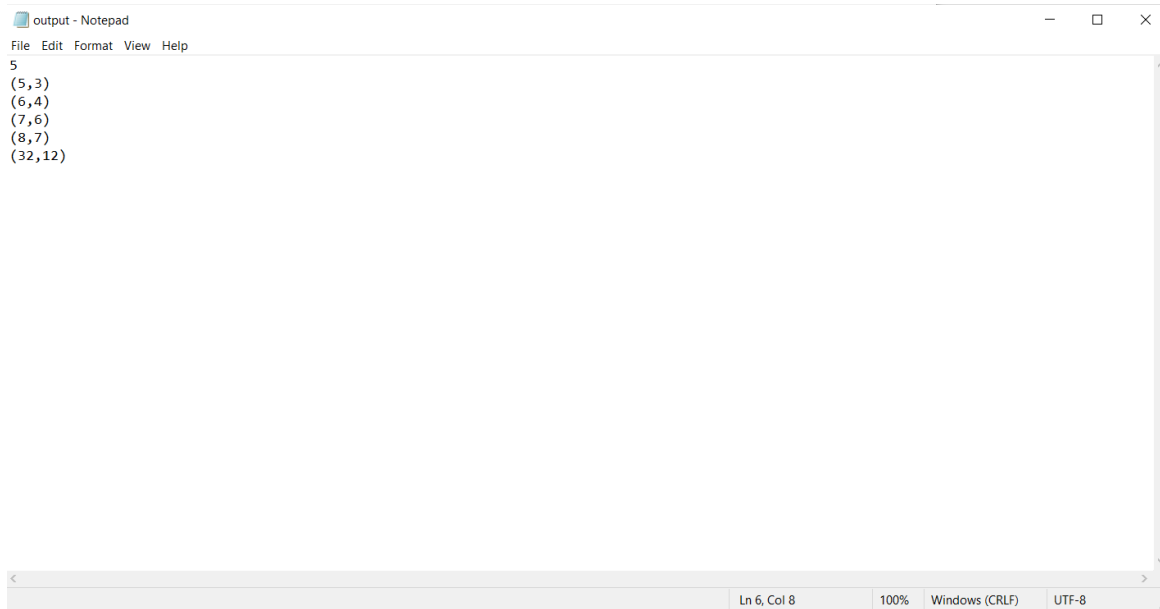 output - Notepad
File Edit Format View Help
5
(5,3)
(6,4)
(7,6)
(8,7)
(32,12)
Ln 6, Col 8 100% Windows (CRLF) UTF-8